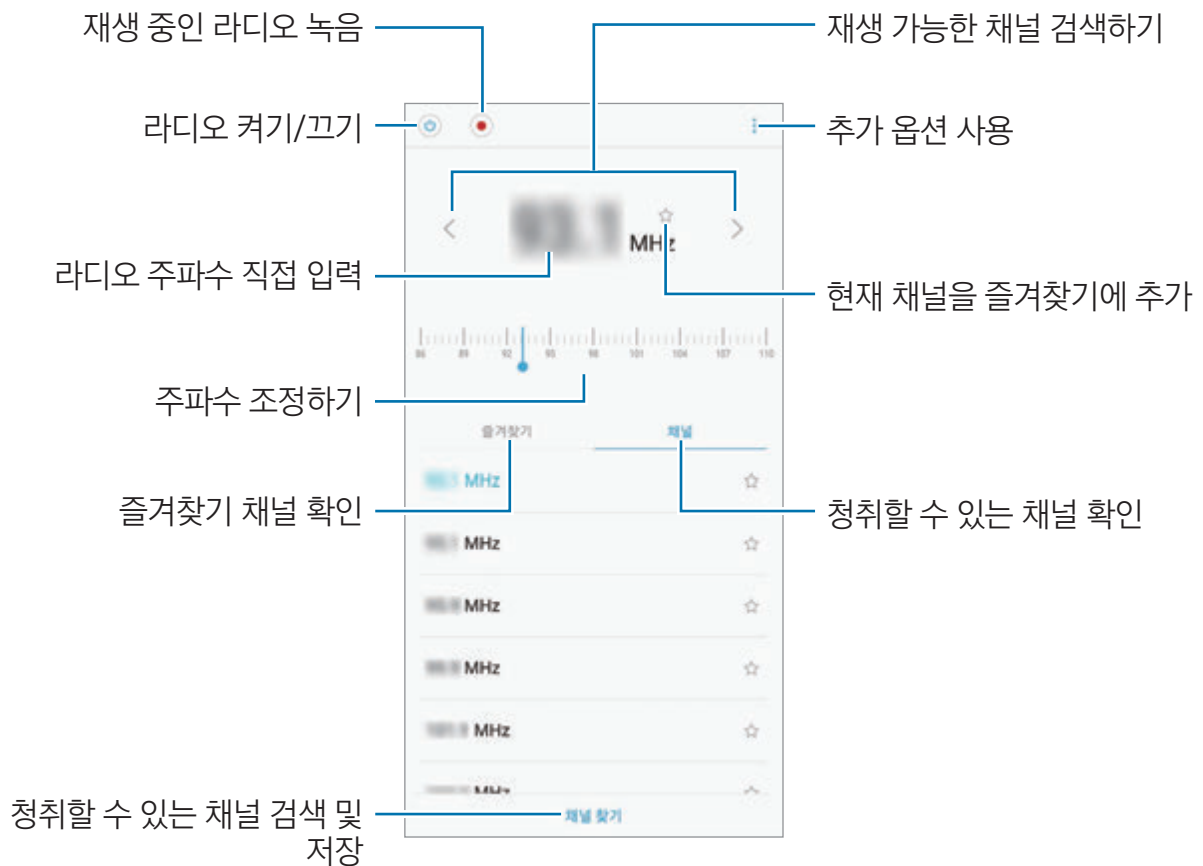 재생 중인 라디오 녹음
재생 가능한 채널 검색하기
라디오 켜기/끄기
추가 옵션 사용
93.1 MHz
라디오 주파수 직접 입력
현재 채널을 즐겨찾기에 추가
86 89 92 95 98 101 104 107 110
주파수 조정하기
즐겨찾기
채널
MHz
즐겨찾기 채널 확인
청취할 수 있는 채널 확인
MHz
MHz
MHz
MHz
MHz
청취할 수 있는 채널 검색 및
저장
채널 찾기